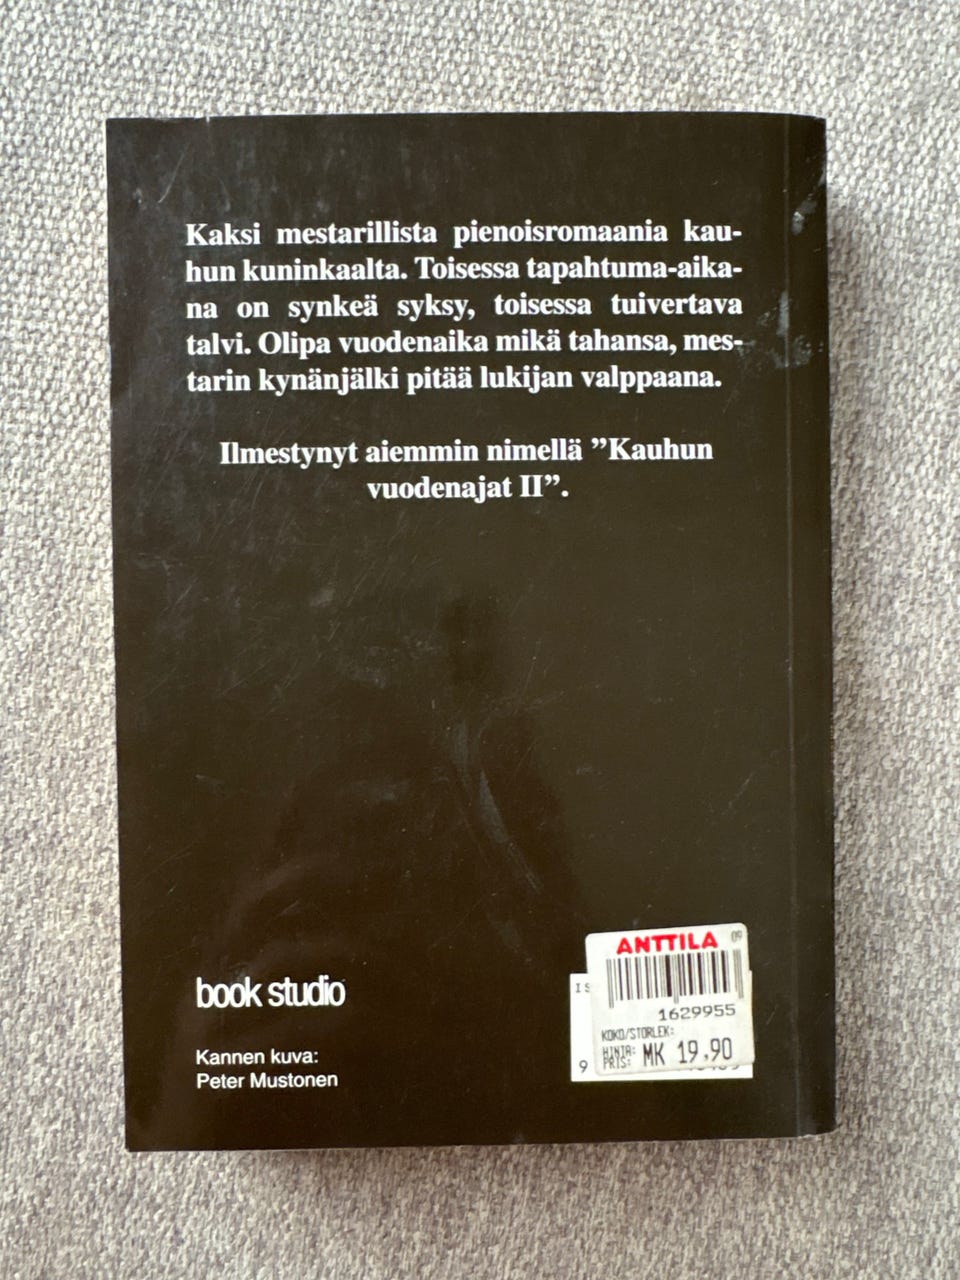 Kaksi mestarillista pienoisromaania kau-
hun kuninkaalta. Toisessa tapahtuma-aika-
na on synkeä syksy, toisessa tuivertava
talvi. Olipa vuodenaika mikä tahansa, mes-
tarin kynänjälki pitää lukijan valppaana.
Ilmestynyt aiemmin nimellä ”Kauhun
vuodenajat II”.
book studio
Kannen kuva:
Peter Mustonen
ANTTILA 09
1629955
KOKO/STORLEK:
HINTA:
PRIS: MK 19,90
9